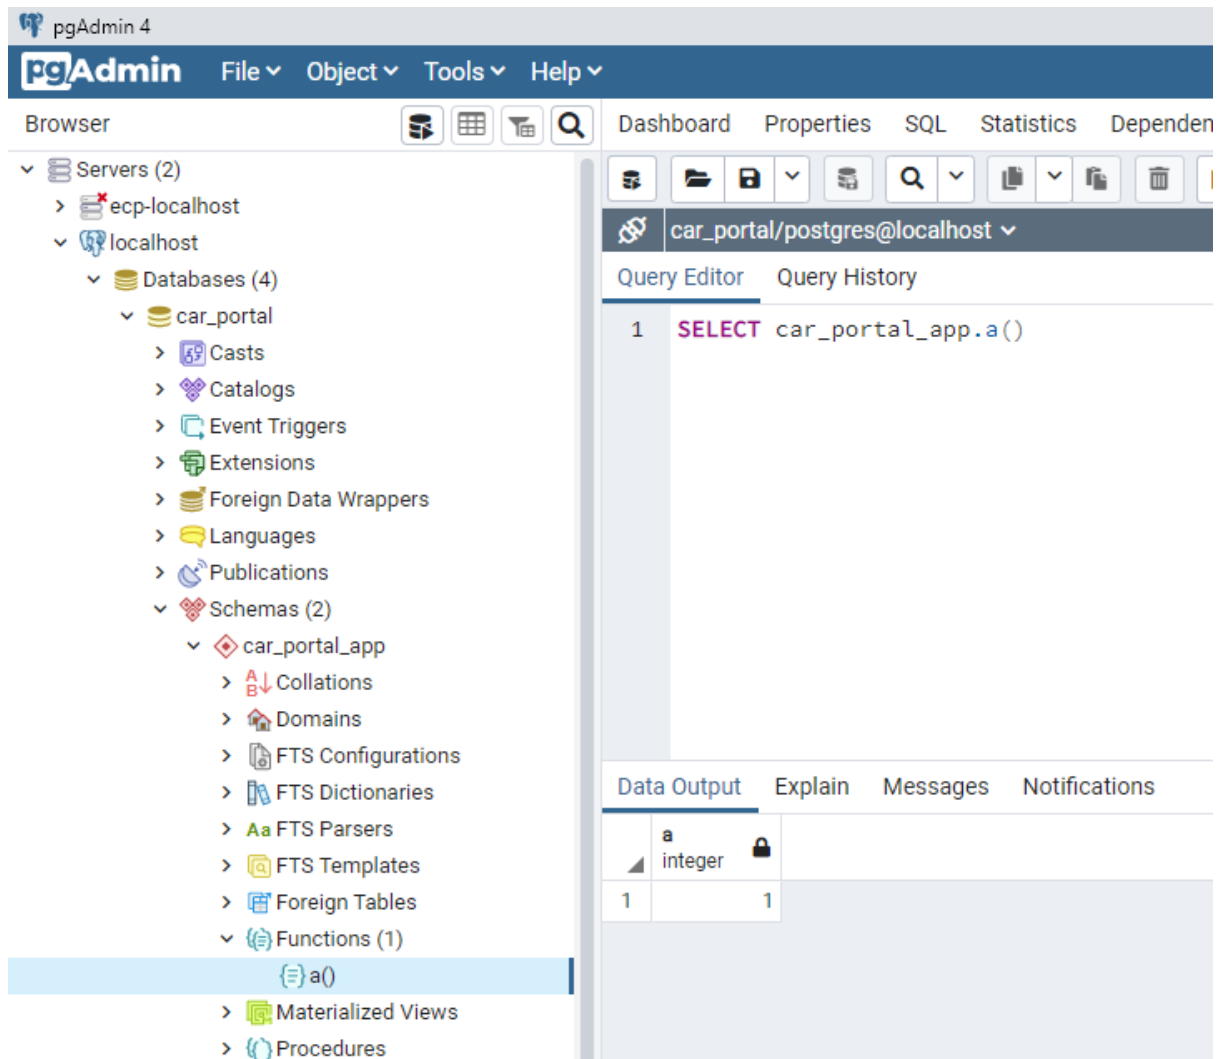 pgAdmin 4
pgAdmin File Object Tools Help
Browser
Servers (2)
ecp-localhost
localhost
Databases (4)
car_portal
Casts
Catalogs
Event Triggers
Extensions
Foreign Data Wrappers
Languages
Publications
Schemas (2)
car_portal_app
Collations
Domains
FTS Configurations
FTS Dictionaries
Aa FTS Parsers
FTS Templates
Foreign Tables
Functions (1)
a()
Materialized Views
Procedures
Dashboard Properties SQL Statistics Dependen
car_portal/postgres@localhost
Query Editor Query History
1 SELECT car_portal_app.a()
Data Output Explain Messages Notifications
a
integer
1 1